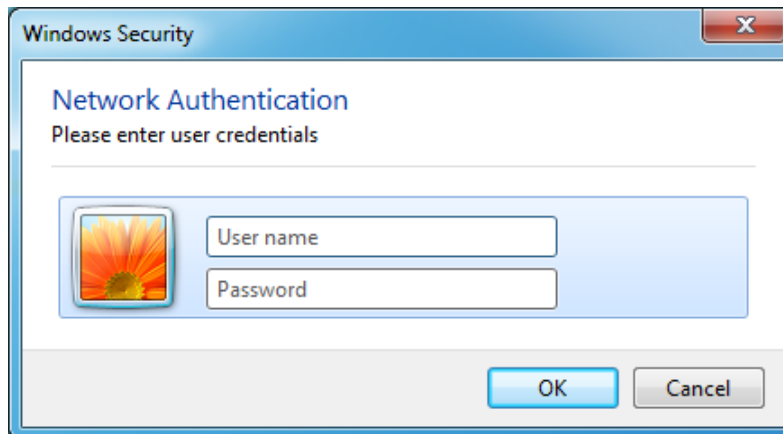 Windows Security
Network Authentication
Please enter user credentials
User name
Password
OK
Cancel